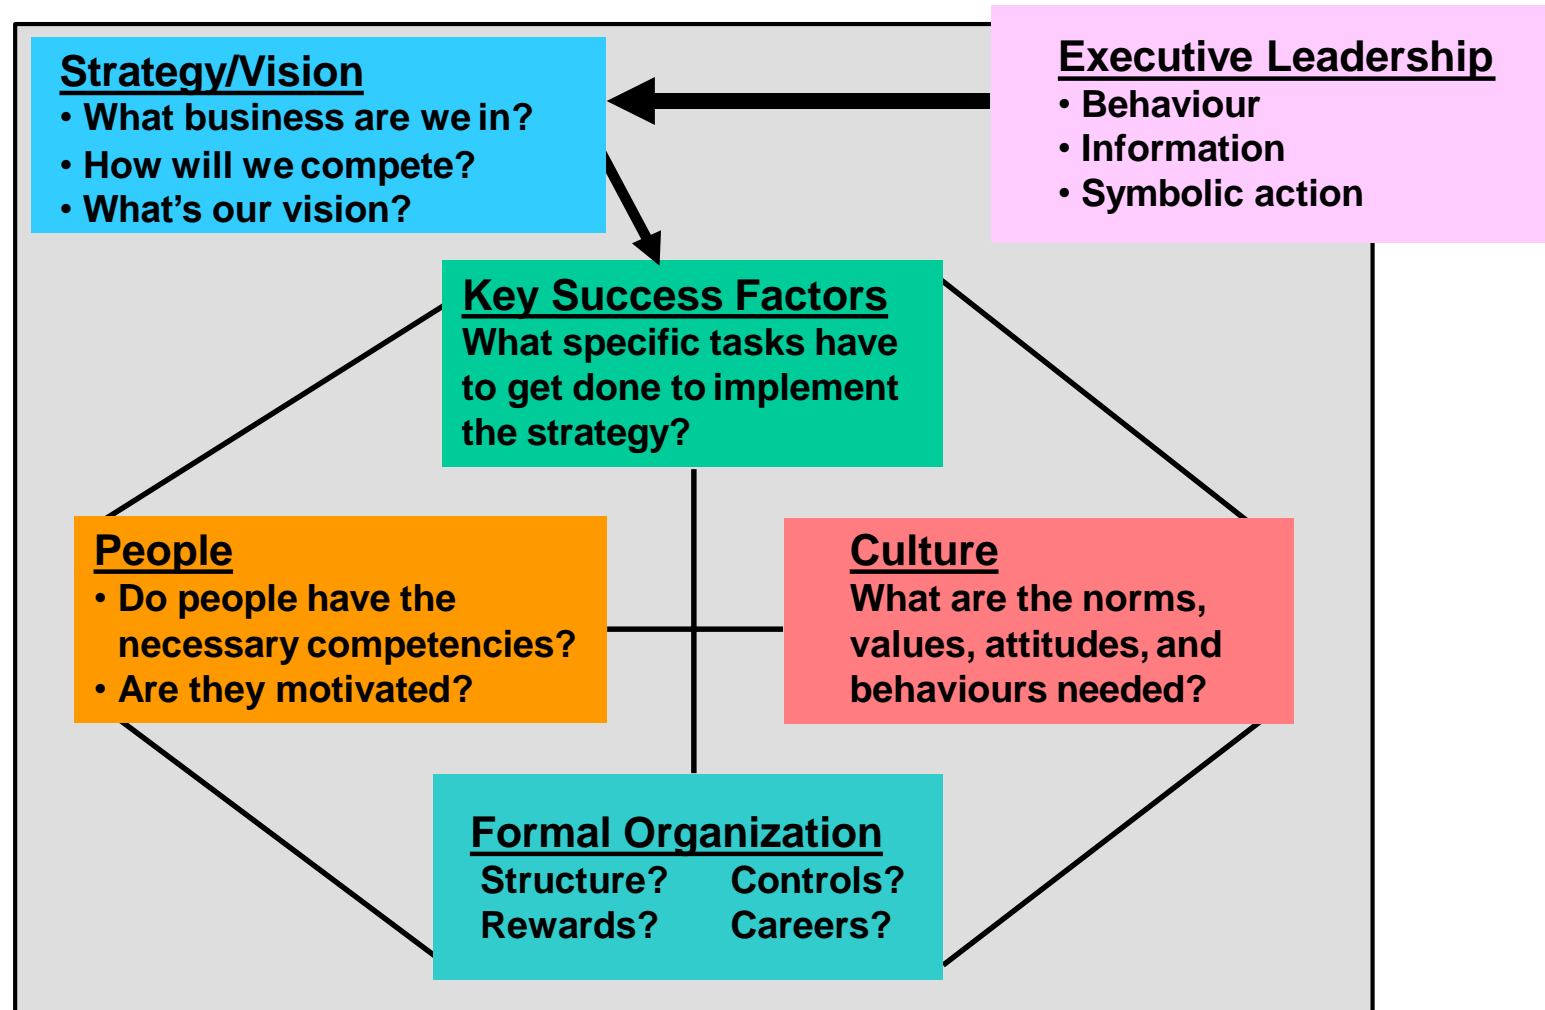 Strategy/Vision
• What business are we in?
• How will we compete?
• What's our vision?
Executive Leadership
• Behaviour
• Information
• Symbolic action
Key Success Factors
What specific tasks have
to get done to implement
the strategy?
People
• Do people have the
necessary competencies?
• Are they motivated?
Culture
What are the norms,
values, attitudes, and
behaviours needed?
Formal Organization
Structure? Controls?
Rewards? Careers?